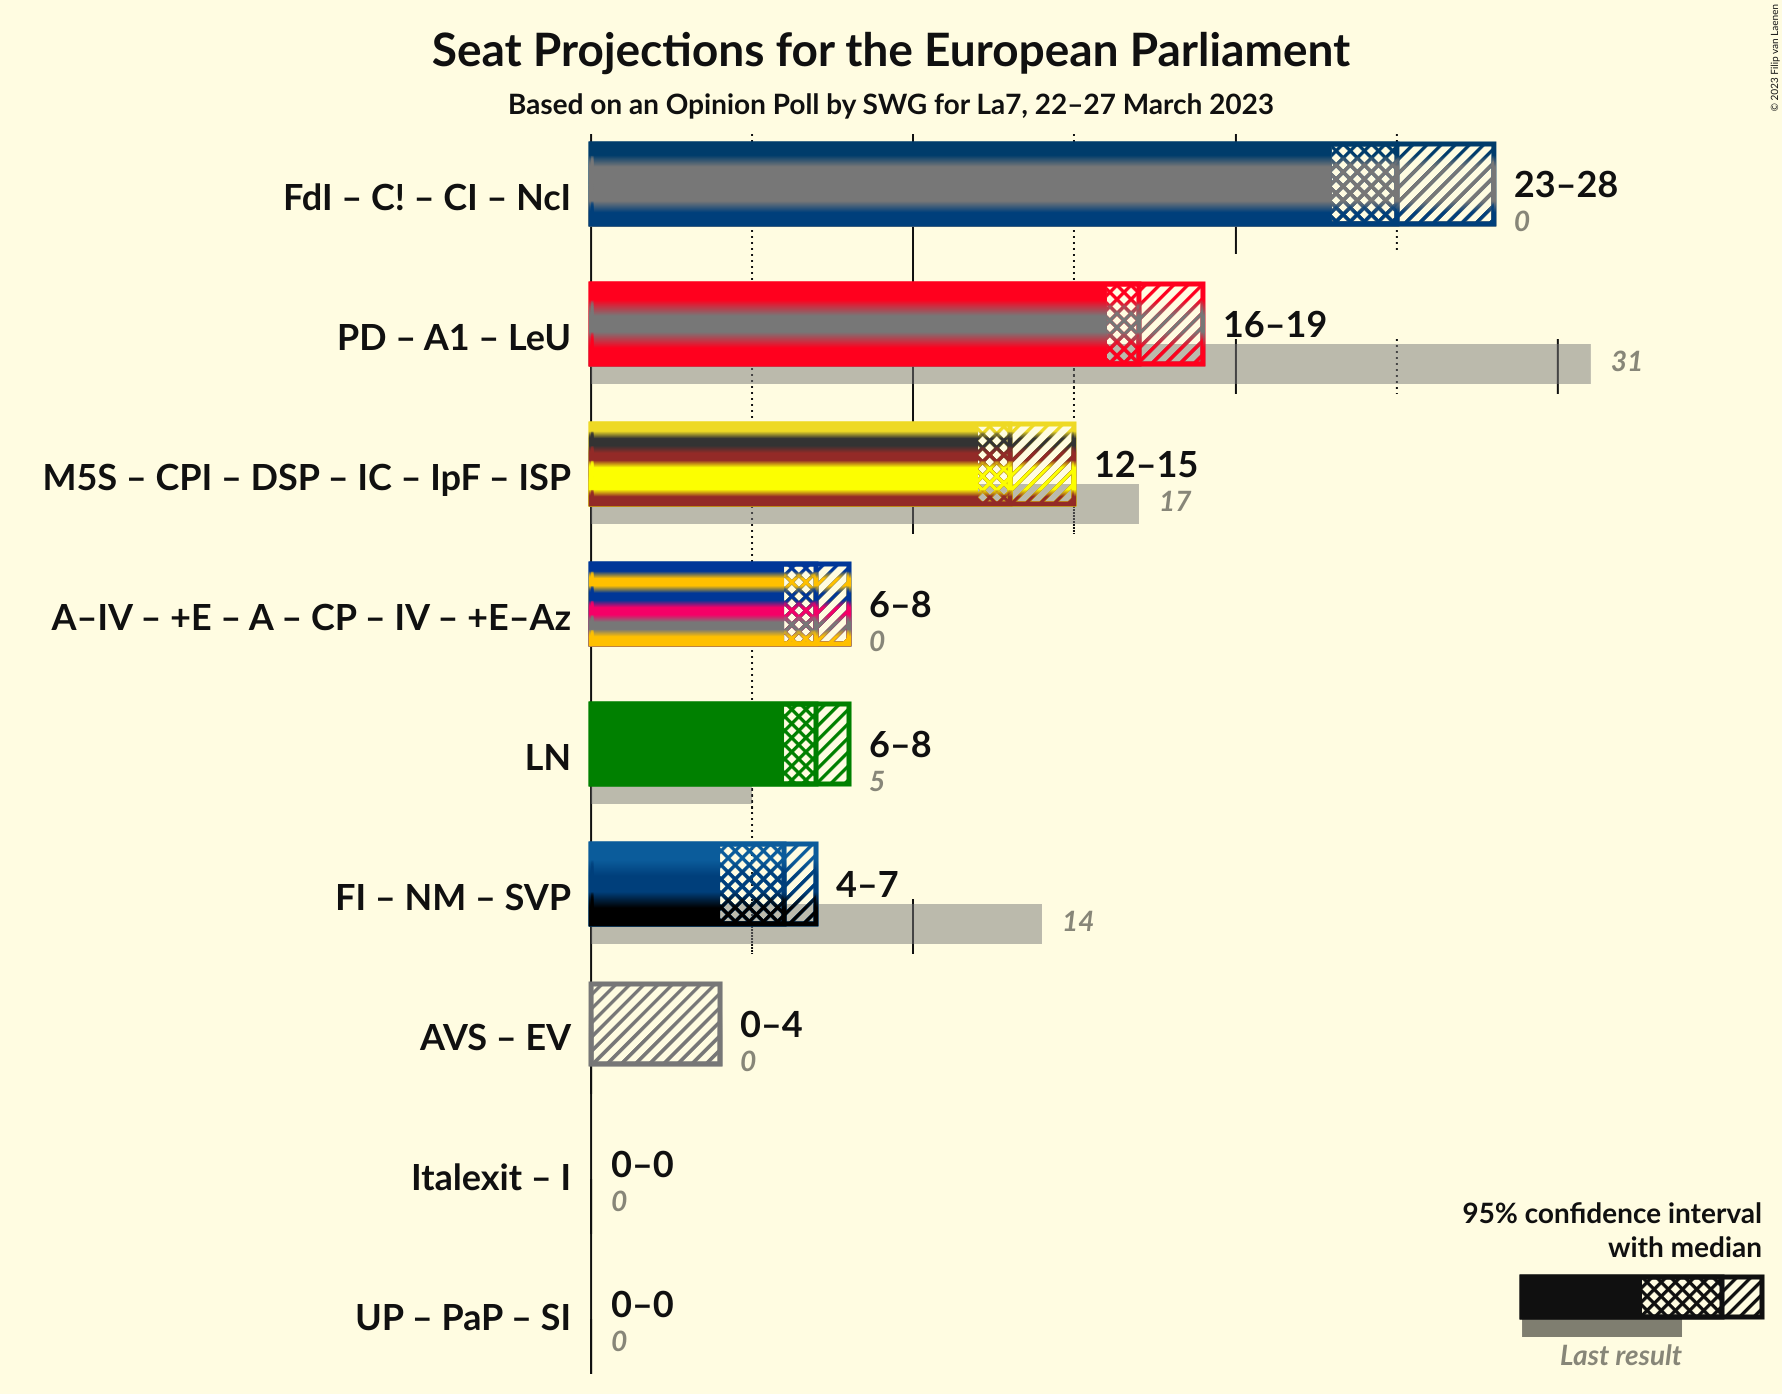 Seat Projections for the European Parliament
Based on an Opinion Poll by SWG for La7, 22–27 March 2023
© 2023 Filip van Laenen
FdI – C! – CI – NcI
23–28
0
PD – A1 – LeU
16–19
31
M5S – CPI – DSP – IC – IpF – ISP
12–15
17
A–IV – +E – A – CP – IV – +E–Az
6–8
0
LN
6–8
5
FI – NM – SVP
4–7
14
AVS – EV
0–4
0
Italexit – I
0–0
0
UP – PaP – SI
0–0
0
95% confidence interval
with median
Last result